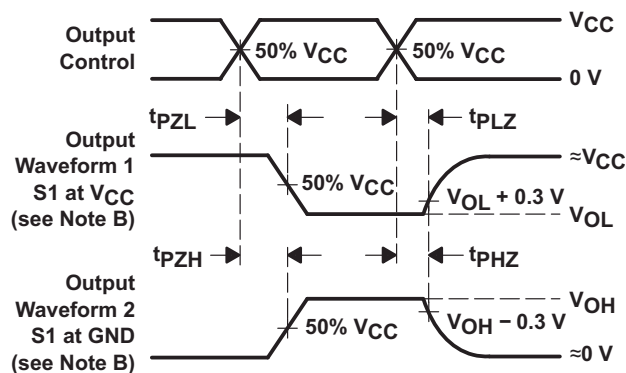 Output
Control
50% VCC
50% VCC
VCC
0 V
tPZL
tPLZ
Output
Waveform 1
S1 at VCC
(see Note B)
50% VCC
≈VCC
VOL + 0.3 V
VOL
tPZH
tPHZ
Output
Waveform 2
S1 at GND
(see Note B)
50% VCC
VOH
VOH − 0.3 V
≈0 V